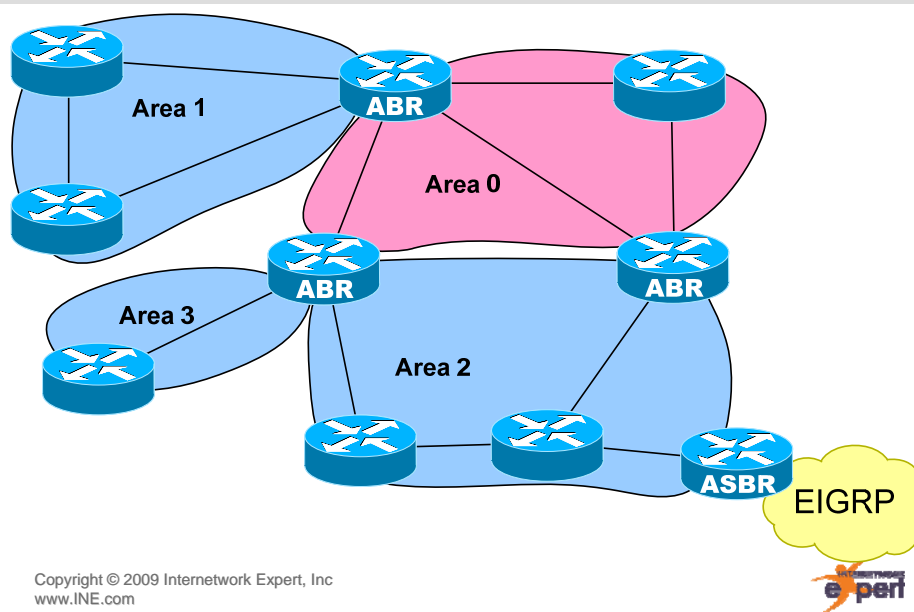 ABR
Area 1
Area 0
ABR
ABR
Area 3
Area 2
ASBR
EIGRP
Copyright © 2009 Internetwork Expert, Inc
www.INE.com
INTERNETWORK
expert